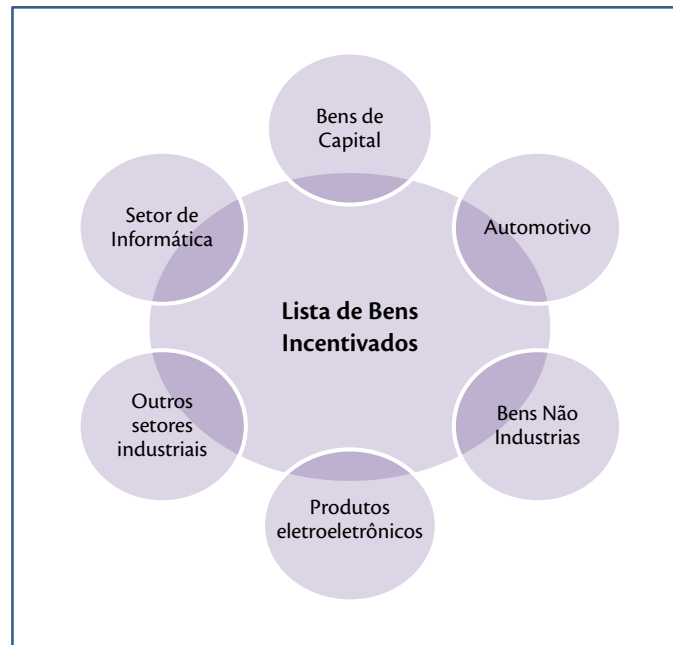 Bens de
Capital
Setor de
Informática
Automotivo
Lista de Bens
Incentivados
Outros
setores
industriais
Bens Não
Industrias
Produtos
eletroeletrônicos